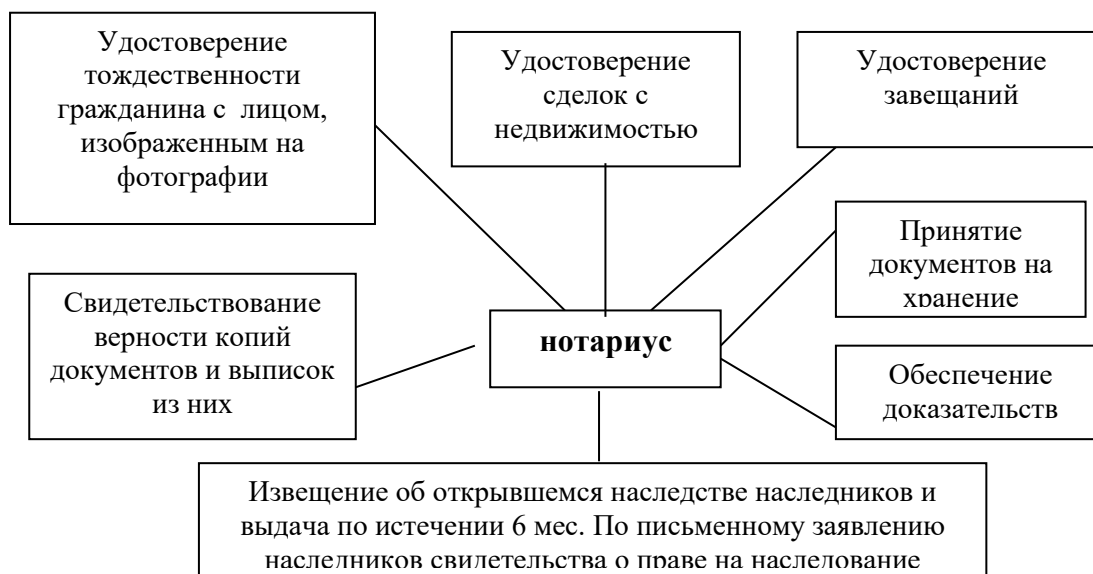 Удостоверение
тождественности
гражданина с лицом,
изображенным на
фотографии
Удостоверение
сделок с
недвижимостью
Удостоверение
завещаний
Принятие
документов на
хранение
Свидетельствование
верности копий
документов и выписок
из них
нотариус
Обеспечение
доказательств
Извещение об открывшемся наследстве наследников и
выдача по истечении 6 мес. По письменному заявлению
наследников свидетельства о праве на наследование